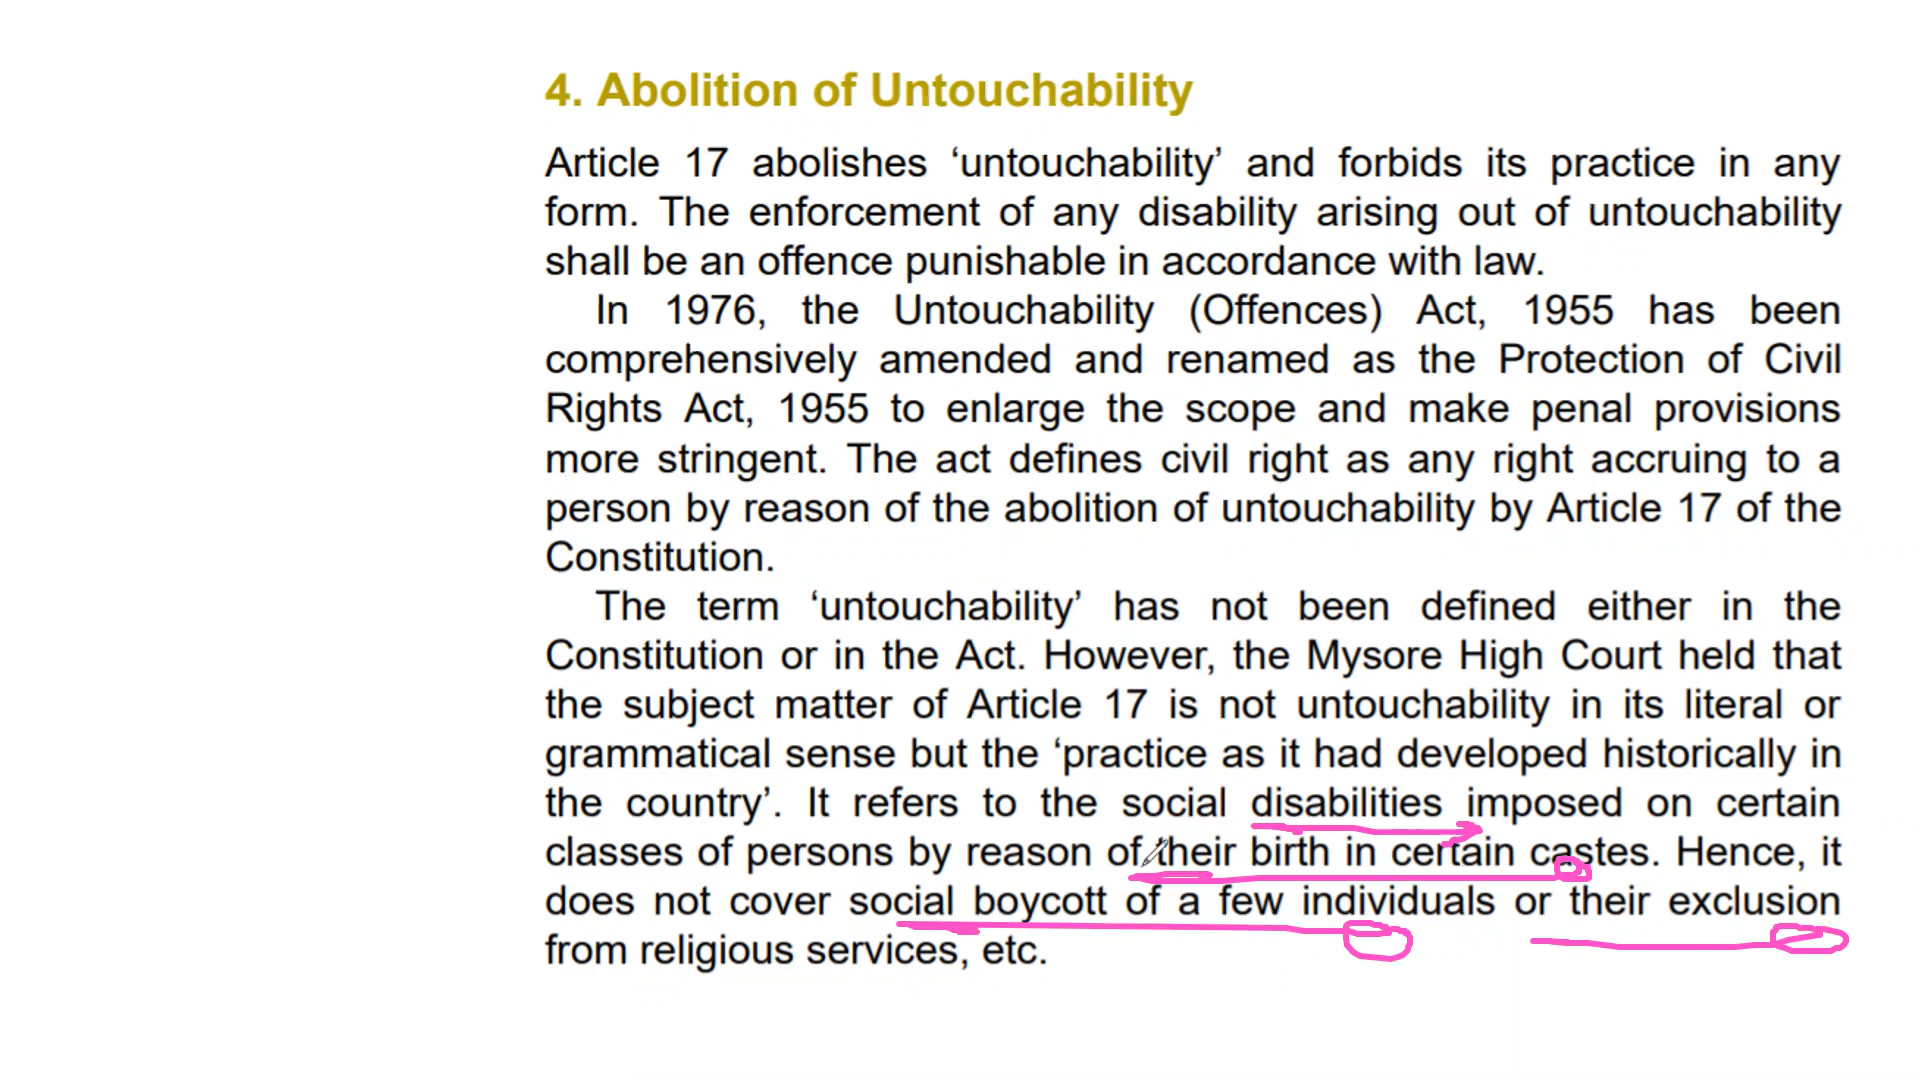 4. Abolition of Untouchability
Article 17 abolishes ‘untouchability’ and forbids its practice in any
form. The enforcement of any disability arising out of untouchability
shall be an offence punishable in accordance with law.
In 1976, the Untouchability (Offences) Act, 1955 has been
comprehensively amended and renamed as the Protection of Civil
Rights Act, 1955 to enlarge the scope and make penal provisions
more stringent. The act defines civil right as any right accruing to a
person by reason of the abolition of untouchability by Article 17 of the
Constitution.
The term ‘untouchability’ has not been defined either in the
Constitution or in the Act. However, the Mysore High Court held that
the subject matter of Article 17 is not untouchability in its literal or
grammatical sense but the ‘practice as it had developed historically in
the country’. It refers to the social disabilities imposed on certain
classes of persons by reason of their birth in certain castes. Hence, it
does not cover social boycott of a few individuals or their exclusion
from religious services, etc.